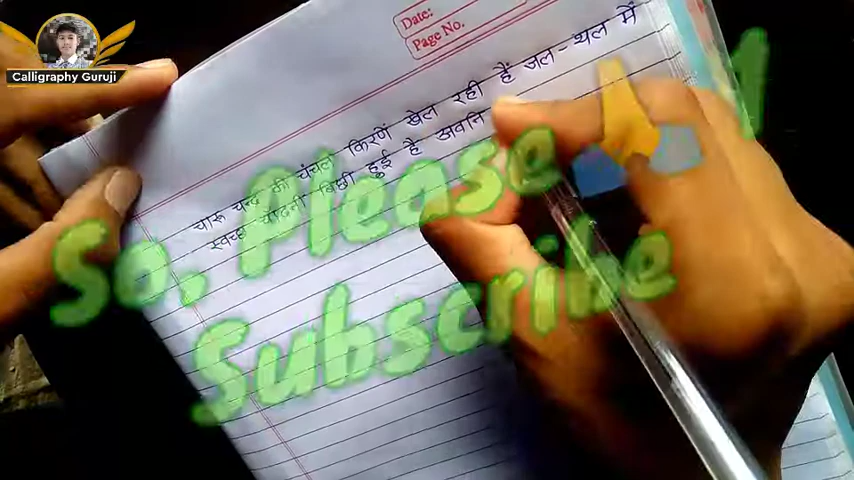 Calligraphy Guruji
Date:
Page No.
चारू चन्द्र की चंचल किरणें खेल रही हैं जल-थल में
स्वच्छ चाँदनी बिछी हुई है अवनि
So, Please
Subscribe